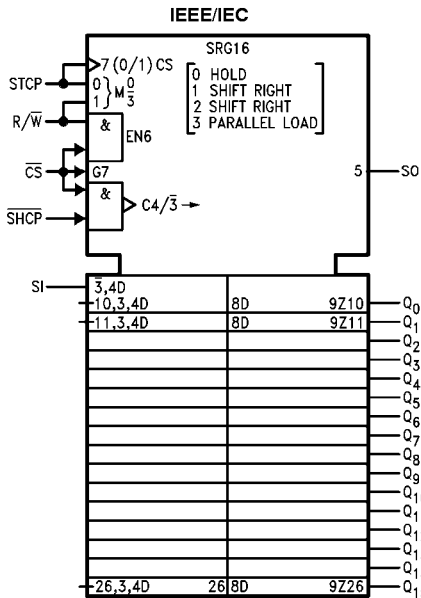 IEEE/IEC
SRG16
7 (0/1) CS
STCP
0
1
} M 0/3
0 HOLD
1 SHIFT RIGHT
2 SHIFT RIGHT
3 PARALLEL LOAD
R/W̅
&
EN6
C̅S̅
G7
5
SO
&
S̅H̅C̅P̅
C4/3̅ →
SI
3̅,4D
10,3,4D 8D 9Z10 Q0
11,3,4D 8D 9Z11 Q1
Q2
Q3
Q4
Q5
Q6
Q7
Q8
Q9
Q1
Q1
Q1
Q1
Q1
26,3,4D 26 8D 9Z26 Q1